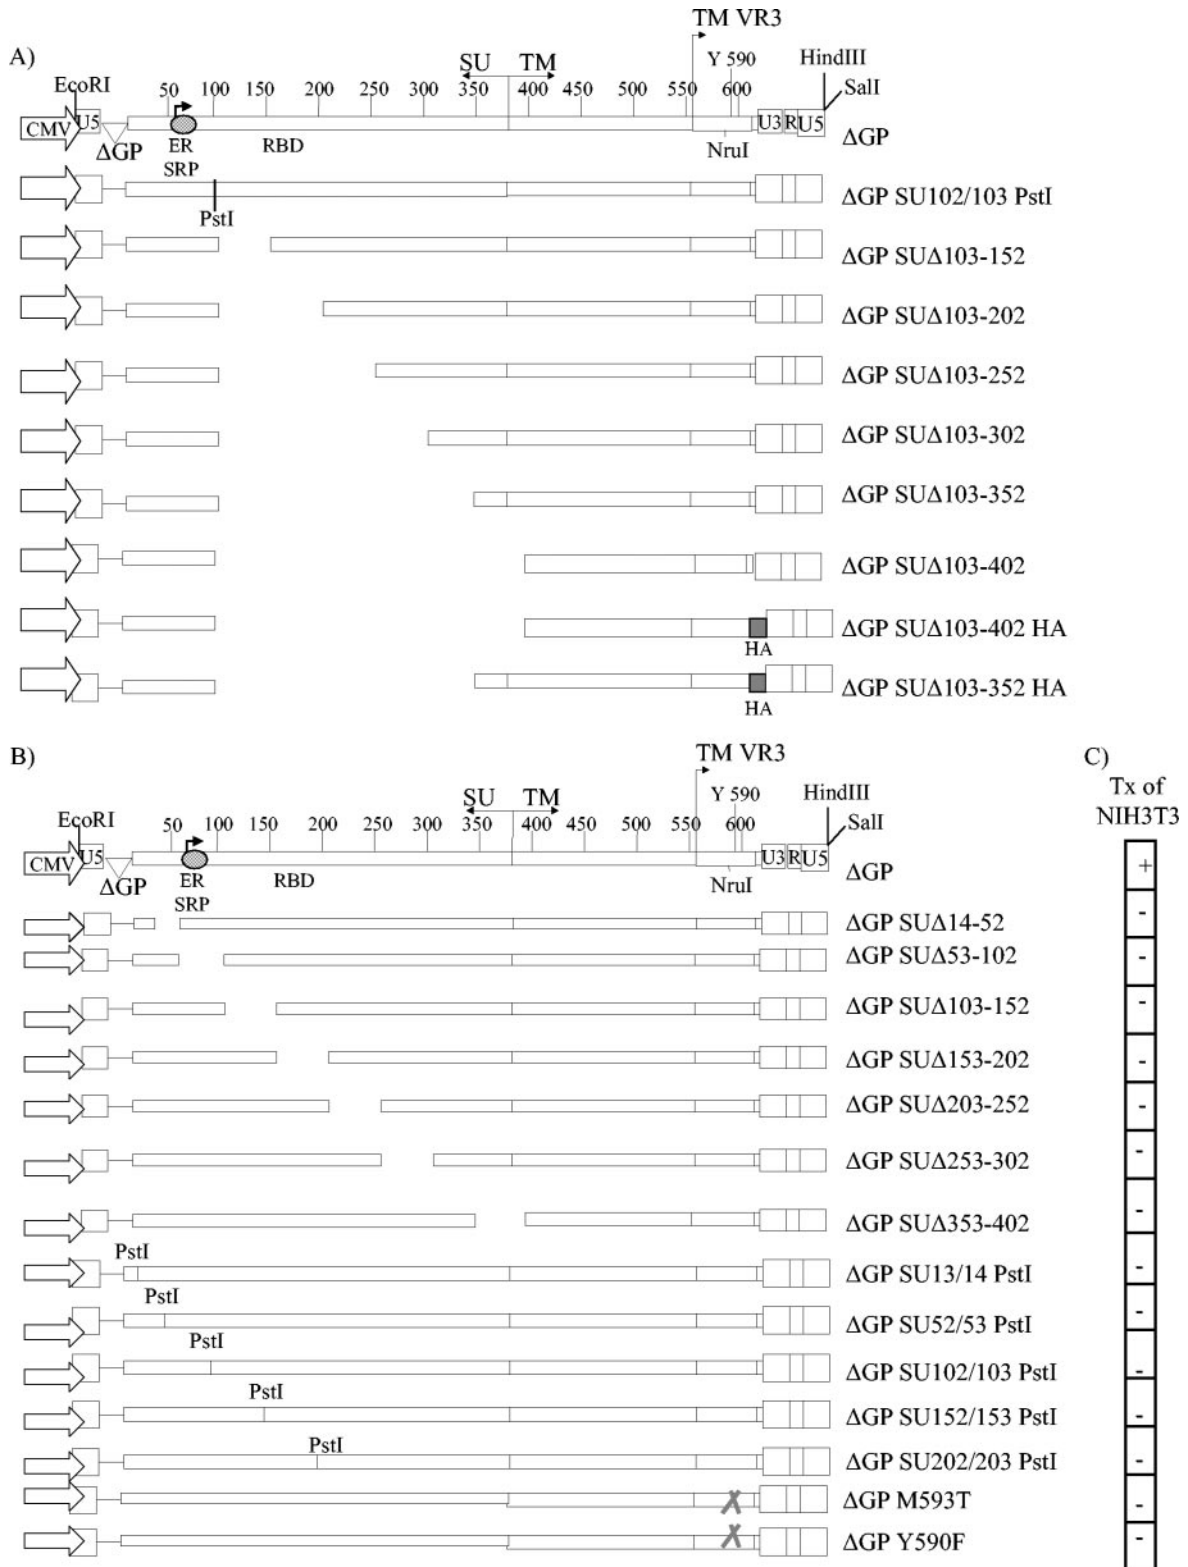 A)
TM VR3
SU TM
Y 590
HindIII
EcoRI
50 100 150 200 250 300 350 400 450 500 550 600
SalI
CMV U5 U3 R U5
ΔGP ER RBD NruI ΔGP
SRP
ΔGP SU102/103 PstI
PstI
ΔGP SUΔ103-152
ΔGP SUΔ103-202
ΔGP SUΔ103-252
ΔGP SUΔ103-302
ΔGP SUΔ103-352
ΔGP SUΔ103-402
ΔGP SUΔ103-402 HA
HA
ΔGP SUΔ103-352 HA
HA
B)
TM VR3
SU TM
Y 590
HindIII
EcoRI
50 100 150 200 250 300 350 400 450 500 550 600
SalI
CMV U5 U3 R U5
ΔGP ER RBD NruI ΔGP
SRP
ΔGP SUΔ14-52
ΔGP SUΔ53-102
ΔGP SUΔ103-152
ΔGP SUΔ153-202
ΔGP SUΔ203-252
ΔGP SUΔ253-302
ΔGP SUΔ353-402
PstI
ΔGP SU13/14 PstI
PstI
ΔGP SU52/53 PstI
PstI
ΔGP SU102/103 PstI
PstI
ΔGP SU152/153 PstI
PstI
ΔGP SU202/203 PstI
ΔGP M593T
ΔGP Y590F
C)
Tx of
NIH3T3
+
-
-
-
-
-
-
-
-
-
-
-
-
-
-